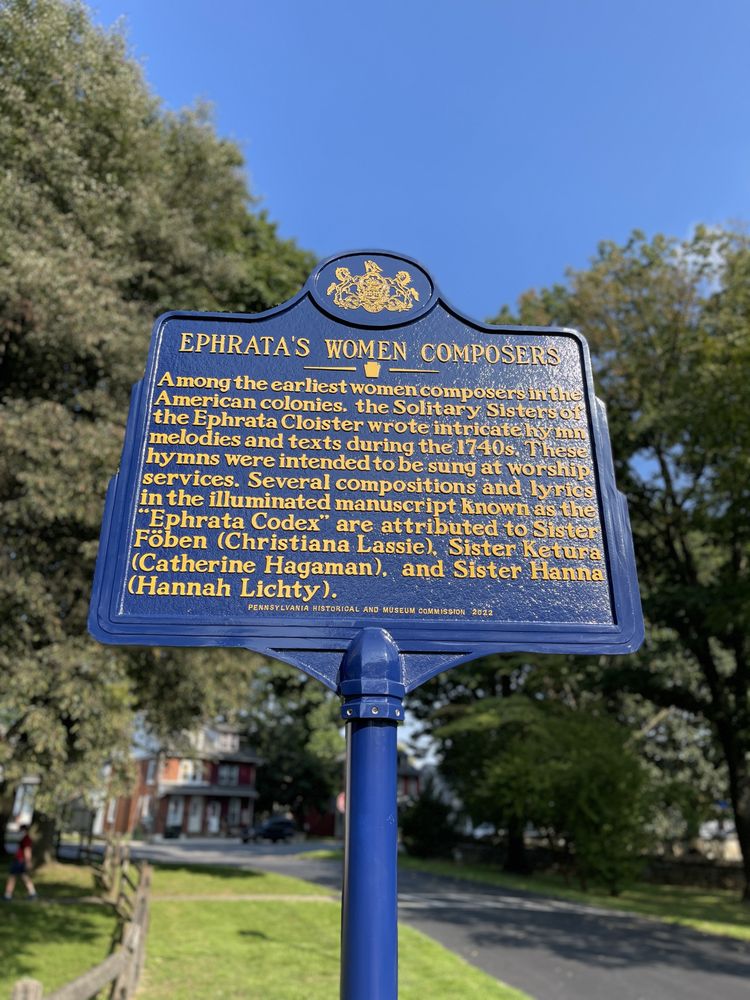 EPHRATA'S WOMEN COMPOSERS
Among the earliest women composers in the
American colonies, the Solitary Sisters of
the Ephrata Cloister wrote intricate hymn
melodies and texts during the 1740s. These
hymns were intended to be sung at worship
services. Several compositions and lyrics
in the illuminated manuscript known as the
"Ephrata Codex" are attributed to Sister
Föben (Christiana Lassie), Sister Ketura
(Catherine Hagaman), and Sister Hanna
(Hannah Lichty).
PENNSYLVANIA HISTORICAL AND MUSEUM COMMISSION 2022